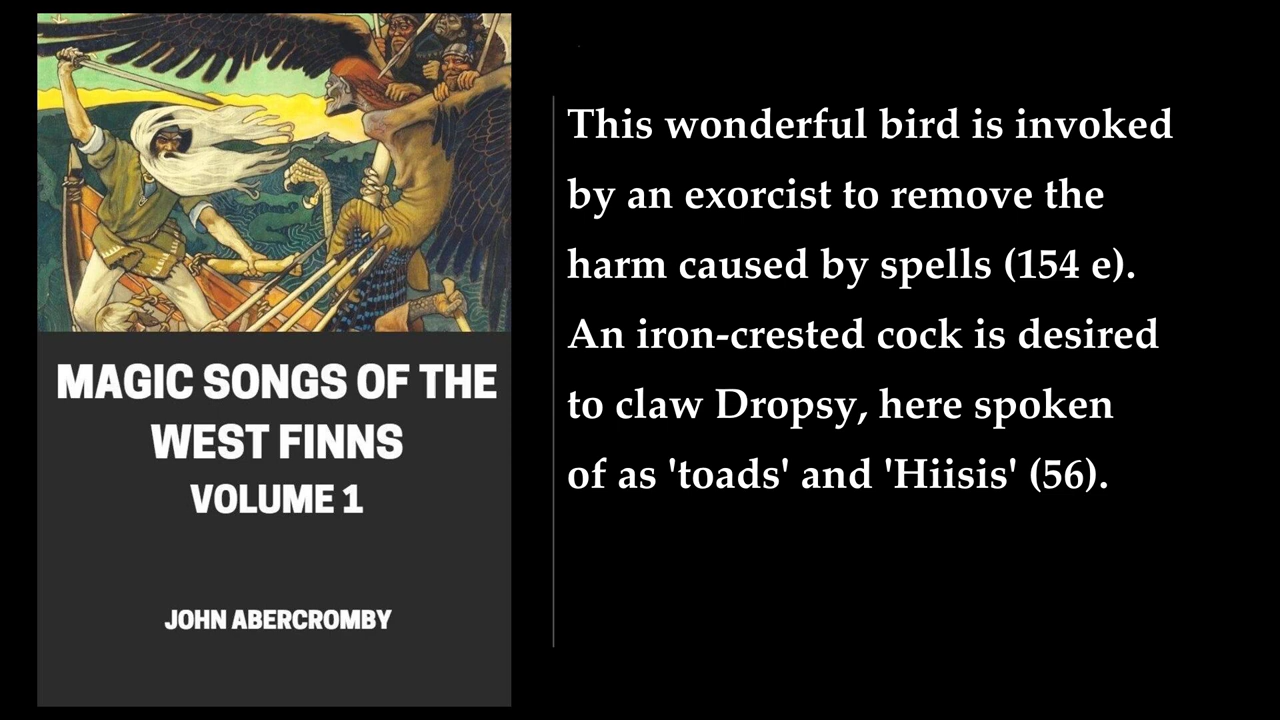 MAGIC SONGS OF THE
WEST FINNS
VOLUME 1
JOHN ABERCROMBY
This wonderful bird is invoked
by an exorcist to remove the
harm caused by spells (154 e).
An iron-crested cock is desired
to claw Dropsy, here spoken
of as 'toads' and 'Hiisis' (56).